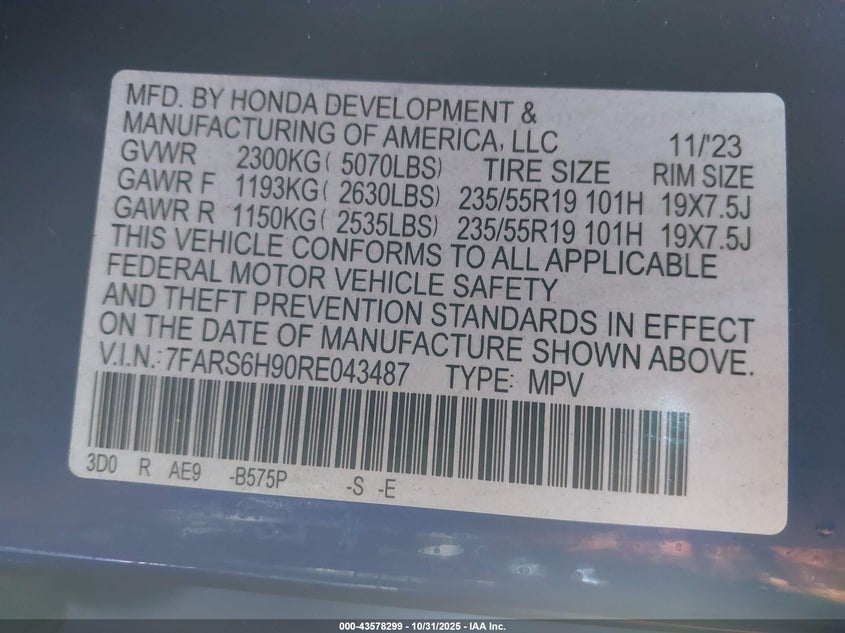 MFD. BY HONDA DEVELOPMENT &
MANUFACTURING OF AMERICA, LLC 11/'23
GVWR 2300KG( 5070LBS) TIRE SIZE RIM SIZE
GAWR F 1193KG( 2630LBS) 235/55R19 101H 19X7.5J
GAWR R 1150KG( 2535LBS) 235/55R19 101H 19X7.5J
THIS VEHICLE CONFORMS TO ALL APPLICABLE
FEDERAL MOTOR VEHICLE SAFETY
AND THEFT PREVENTION STANDARDS IN EFFECT
ON THE DATE OF MANUFACTURE SHOWN ABOVE.
V.I.N.: 7FARS6H90RE043487 TYPE: MPV
3D0 R AE9 -B575P -S -E
000-43578299 - 10/31/2025 - IAA Inc.